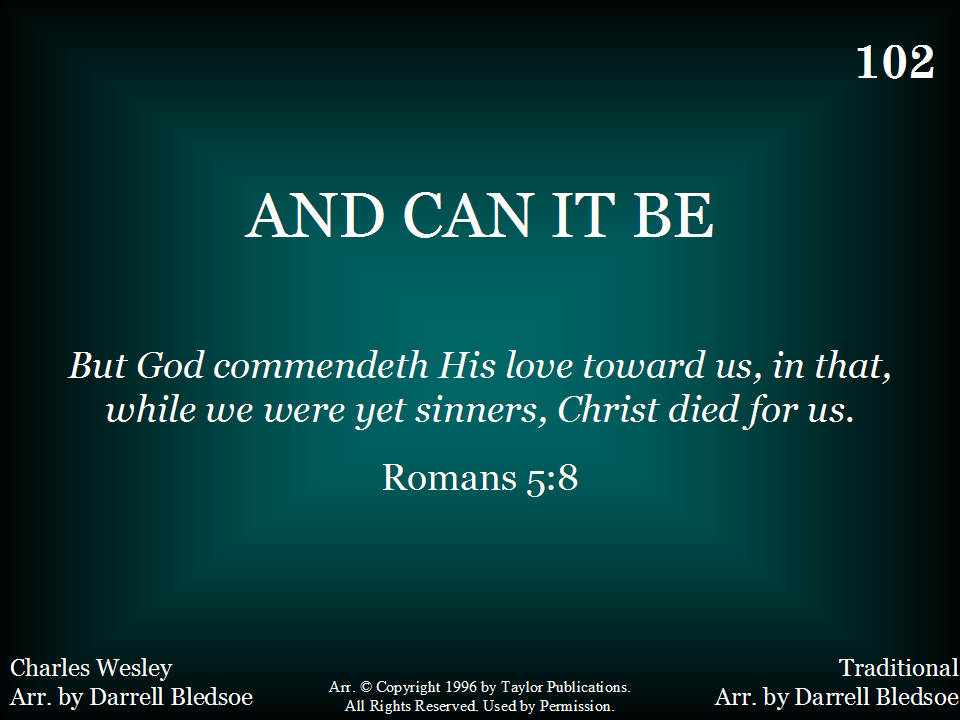 102
AND CAN IT BE
But God commendeth His love toward us, in that,
while we were yet sinners, Christ died for us.
Romans 5:8
Charles Wesley
Arr. by Darrell Bledsoe
Arr. © Copyright 1996 by Taylor Publications.
All Rights Reserved. Used by Permission.
Traditional
Arr. by Darrell Bledsoe